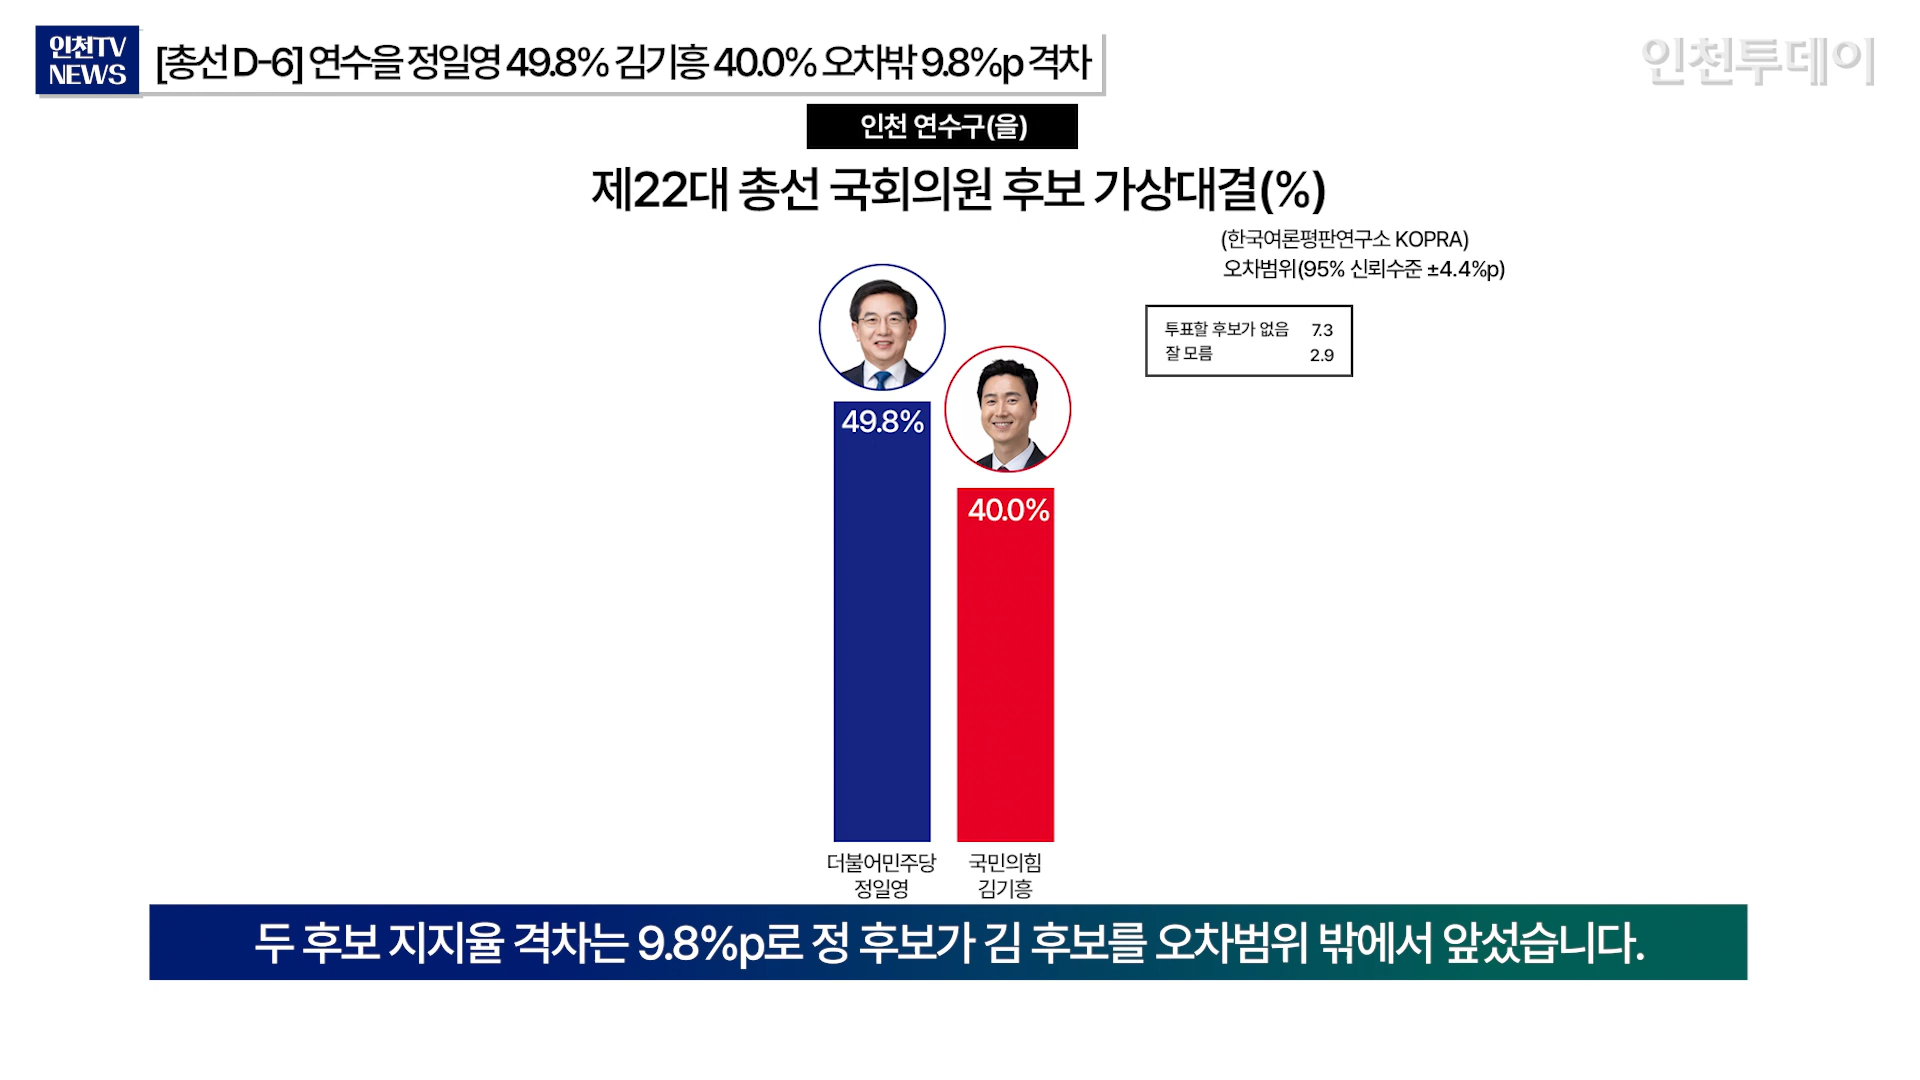 인천TV
NEWS
[총선 D-6] 연수을 정일영 49.8% 김기흥 40.0% 오차밖 9.8%p 격차
인천투데이
인천 연수구(을)
제22대 총선 국회의원 후보 가상대결(%)
(한국여론평판연구소 KOPRA)
오차범위(95% 신뢰수준 ±4.4%p)
투표할 후보가 없음 7.3
잘 모름 2.9
49.8%
40.0%
더불어민주당
정일영
국민의힘
김기흥
두 후보 지지율 격차는 9.8%p로 정 후보가 김 후보를 오차범위 밖에서 앞섰습니다.